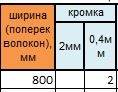 ширина
(поперек
волокон),
мм
кромка
2мм
0,4м
м
800
2